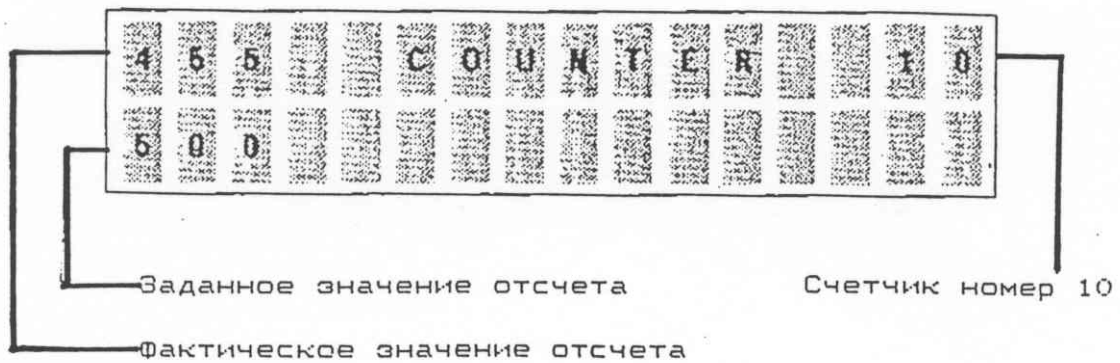 455 COUNTER 10
500
Заданное значение отсчета
Счетчик номер 10
Фактическое значение отсчета